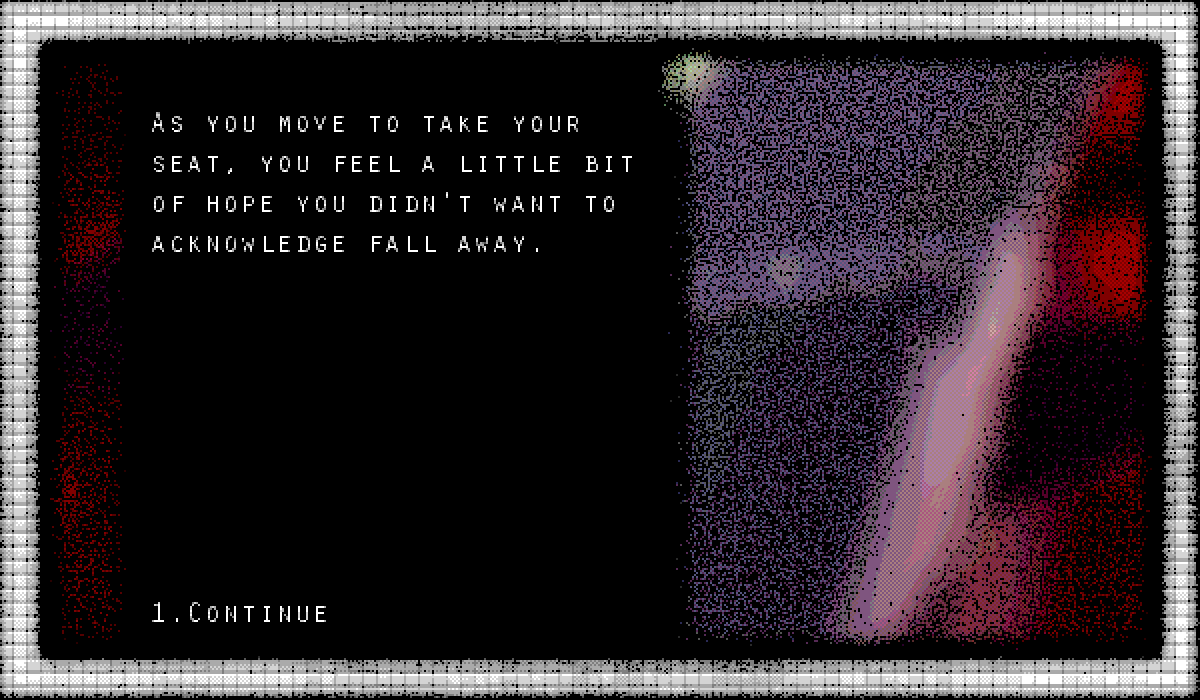 As you move to take your
seat, you feel a little bit
of hope you didn't want to
acknowledge fall away.
1.Continue